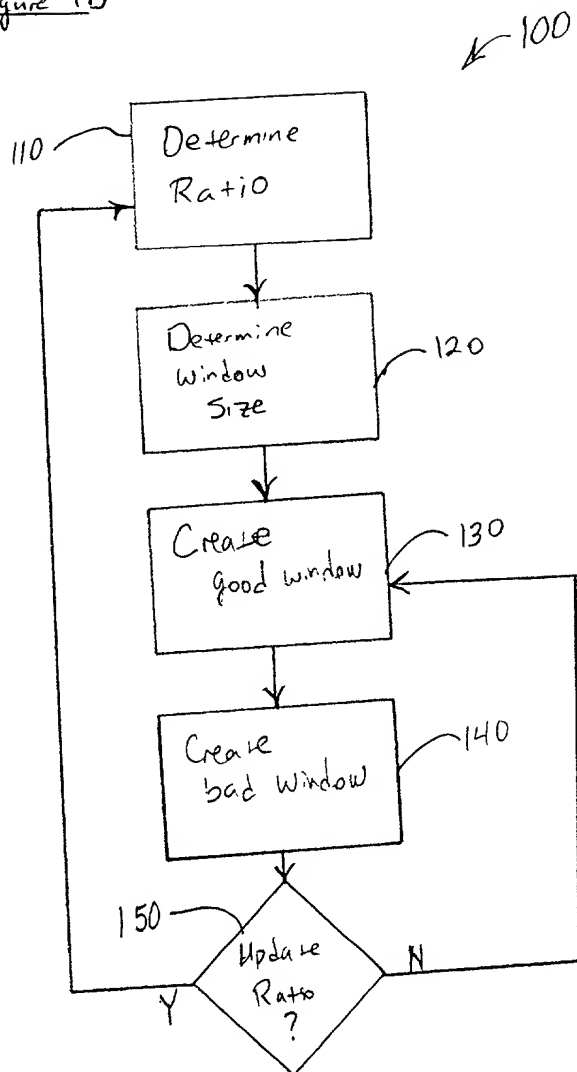 100
110
Determine
Ratio
Determine
window
Size
120
Create
good window
130
Create
bad window
140
150
Update
Ratio
?
Y
N